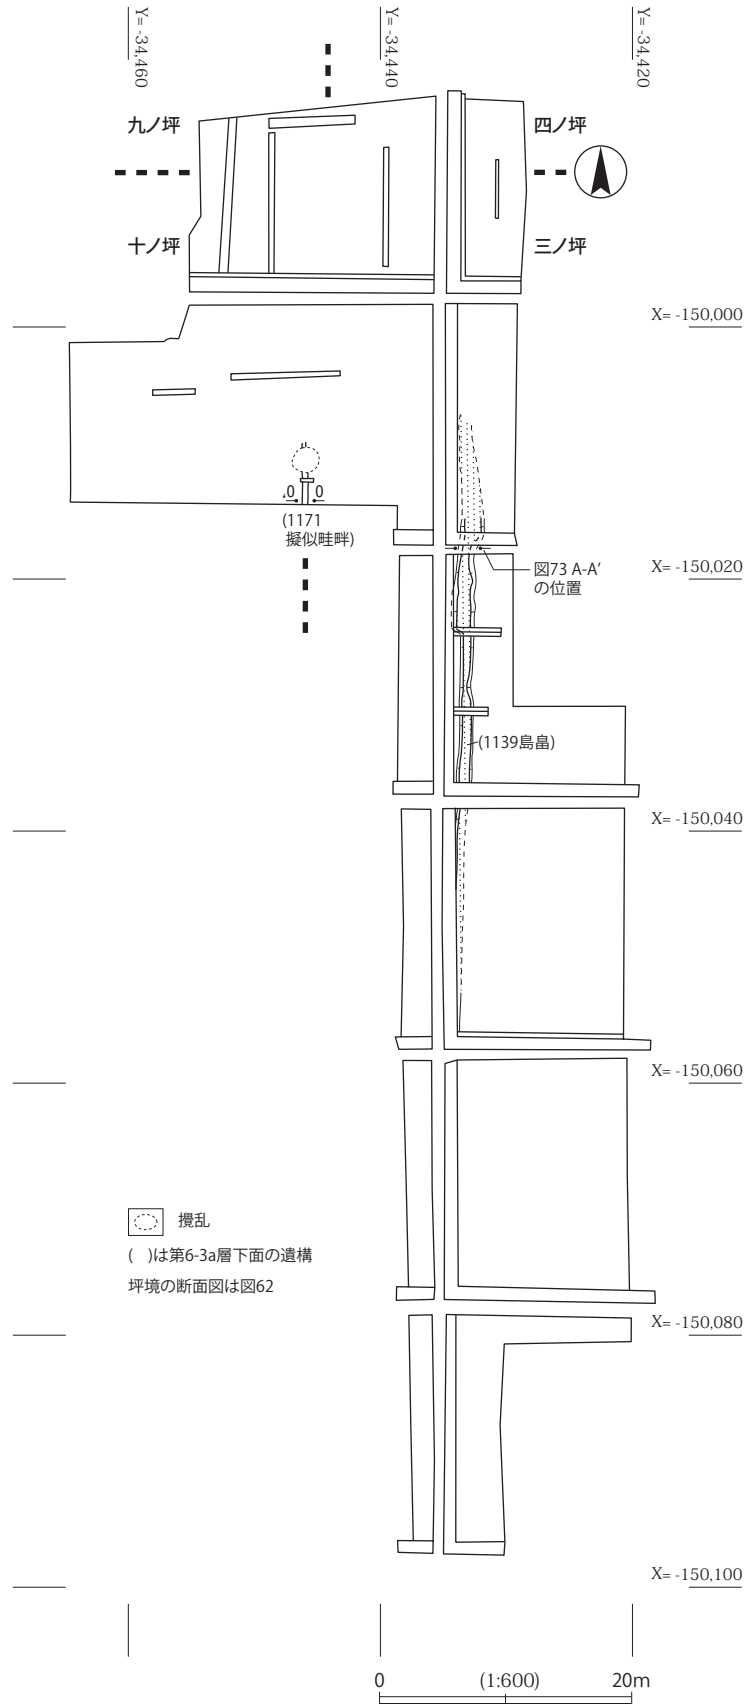 Y= -34,460
Y= -34,440
Y= -34,420
九ノ坪
四ノ坪
十ノ坪
三ノ坪
X= -150,000
0 0
(1171
擬似畦畔)
X= -150,020
図73 A-A'
の位置
(1139島畠)
X= -150,040
X= -150,060
攪乱
( )は第6-3a層下面の遺構
坪境の断面図は図62
X= -150,080
X= -150,100
0 (1:600) 20m